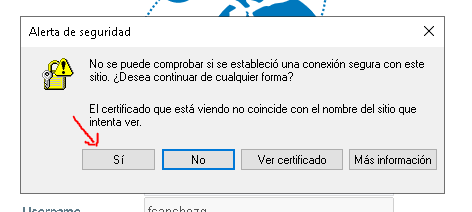 Alerta de seguridad
No se puede comprobar si se estableció una conexión segura con este
sitio. ¿Desea continuar de cualquier forma?
El certificado que está viendo no coincide con el nombre del sitio que
intenta ver.
Sí No Ver certificado Más información
Username fsanchezg